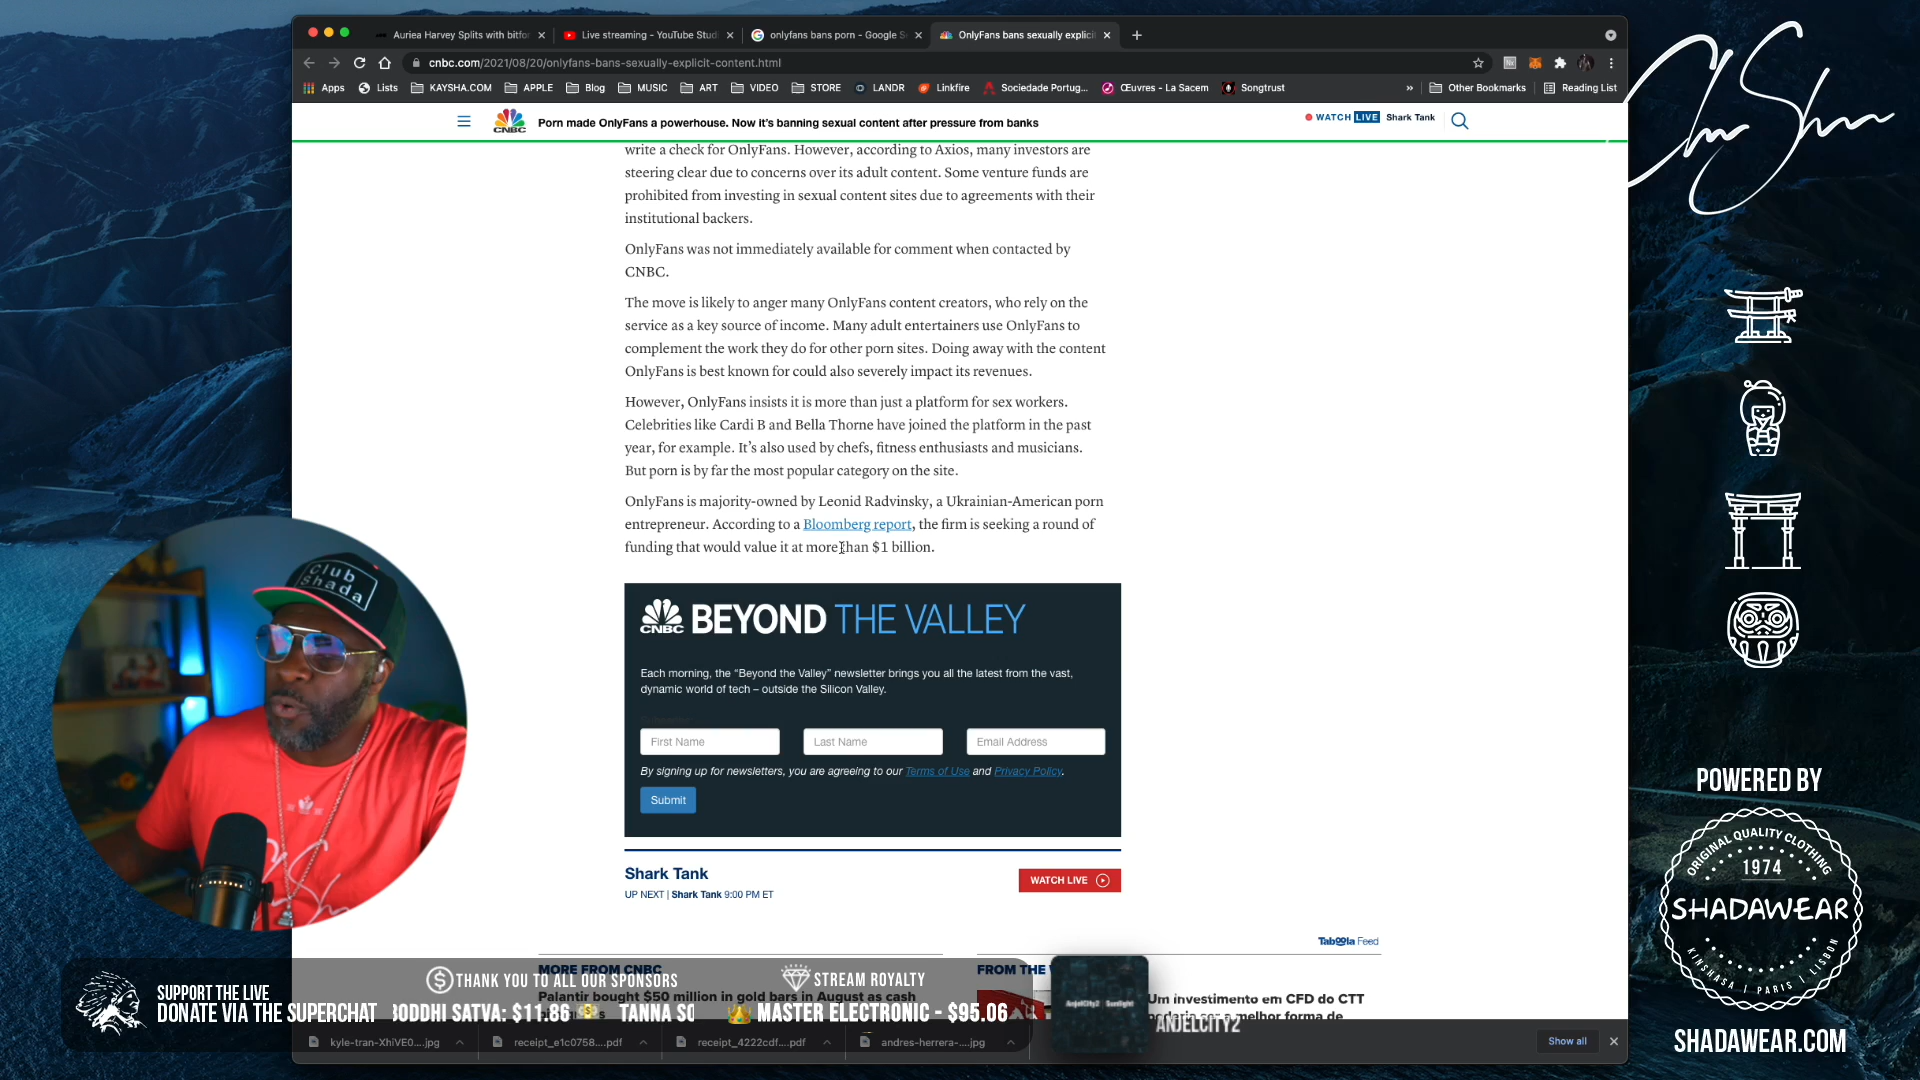 Auriea Harvey Splits with bitfor
Live streaming - YouTube Stud
onlyfans bans porn - Google S
OnlyFans bans sexually explicit
cnbc.com/2021/08/20/onlyfans-bans-sexually-explicit-content.html
Apps
Lists
KAYSHA.COM
APPLE
Blog
MUSIC
ART
VIDEO
STORE
LANDR
Linkfire
Sociedade Portug...
Œuvres - La Sacem
Songtrust
»
Other Bookmarks
Reading List
CNBC
Porn made OnlyFans a powerhouse. Now it's banning sexual content after pressure from banks
WATCH LIVE Shark Tank
write a check for OnlyFans. However, according to Axios, many investors are
steering clear due to concerns over its adult content. Some venture funds are
prohibited from investing in sexual content sites due to agreements with their
institutional backers.
OnlyFans was not immediately available for comment when contacted by
CNBC.
The move is likely to anger many OnlyFans content creators, who rely on the
service as a key source of income. Many adult entertainers use OnlyFans to
complement the work they do for other porn sites. Doing away with the content
OnlyFans is best known for could also severely impact its revenues.
However, OnlyFans insists it is more than just a platform for sex workers.
Celebrities like Cardi B and Bella Thorne have joined the platform in the past
year, for example. It's also used by chefs, fitness enthusiasts and musicians.
But porn is by far the most popular category on the site.
OnlyFans is majority-owned by Leonid Radvinsky, a Ukrainian-American porn
entrepreneur. According to a Bloomberg report, the firm is seeking a round of
funding that would value it at more than $1 billion.
CNBC BEYOND THE VALLEY
Each morning, the “Beyond the Valley” newsletter brings you all the latest from the vast,
dynamic world of tech – outside the Silicon Valley.
First Name
Last Name
Email Address
By signing up for newsletters, you are agreeing to our Terms of Use and Privacy Policy.
Submit
Shark Tank
UP NEXT | Shark Tank 9:00 PM ET
WATCH LIVE
Taboola Feed
MORE FROM CNBC
FROM THE
Palantir bought $50 million in gold bars in August as cash
Um investimento em CFD do CTT
poderia ser a melhor forma de
Club
Shada
SUPPORT THE LIVE
DONATE VIA THE SUPERCHAT
THANK YOU TO ALL OUR SPONSORS
BODDHI SATVA: $11.86
TANNA SO
STREAM ROYALTY
MASTER ELECTRONIC - $95.06
AnjelCity2 Sunlight
ANJELCITY2
kyle-tran-XhiVE0....jpg
receipt_e1c0758....pdf
receipt_4222cdf....pdf
andres-herrera-....jpg
Show all
POWERED BY
ORIGINAL QUALITY CLOTHING
1974
SHADAWEAR
KINSHASA | PARIS | LISBON
SHADAWEAR.COM